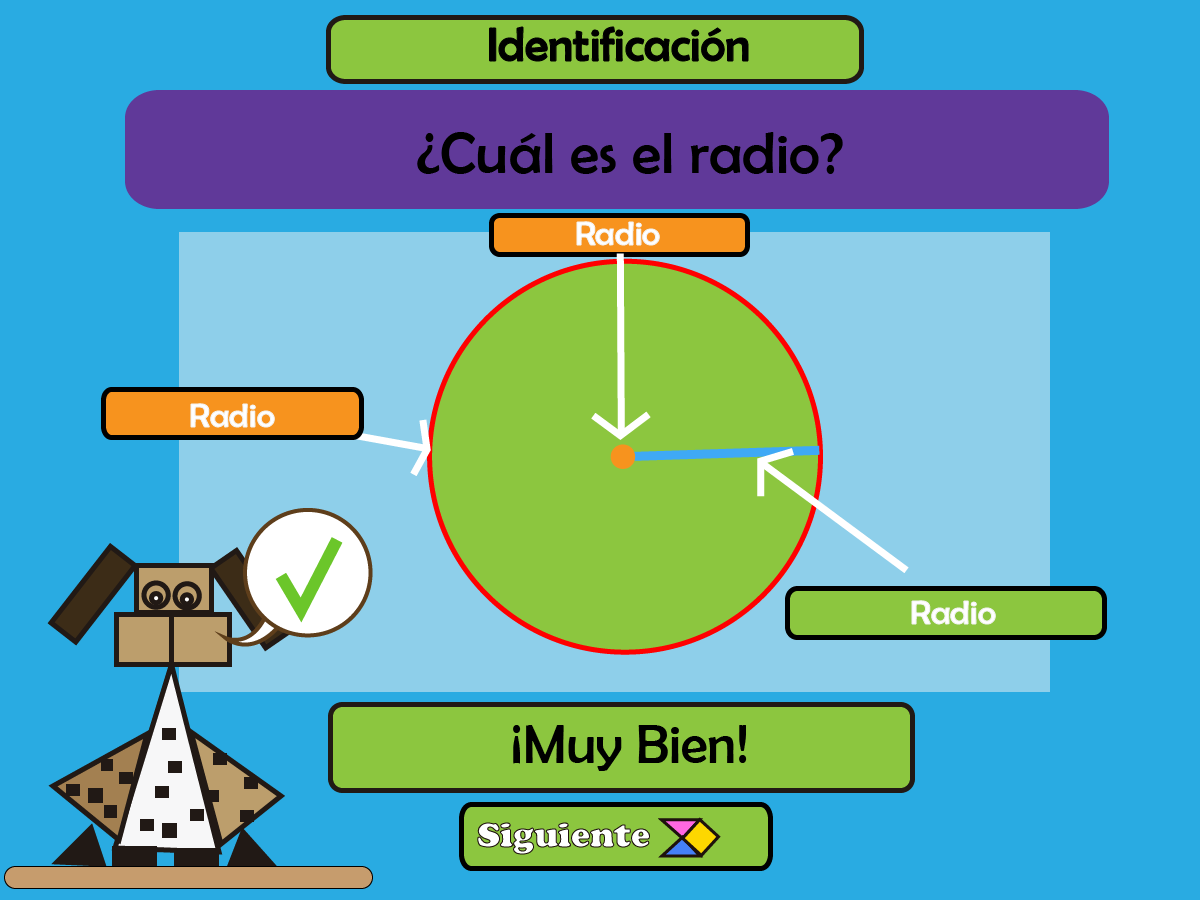 Identificación
¿Cuál es el radio?
Radio
Radio
Radio
¡Muy Bien!
Siguiente